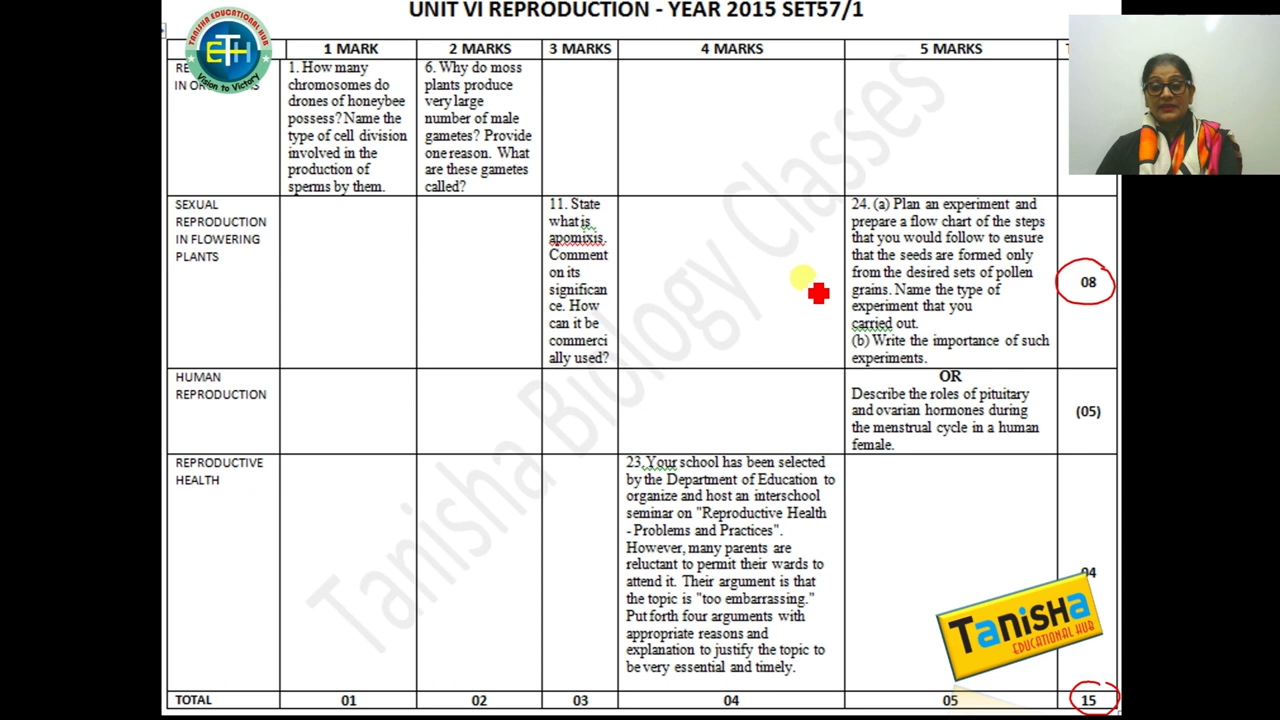 UNIT VI REPRODUCTION - YEAR 2015 SET57/1
TANISHA EDUCATIONAL HUB
ETH
Vision to Victory
1 MARK
2 MARKS
3 MARKS
4 MARKS
5 MARKS
IN
1. How many
chromosomes do
drones of honeybee
possess? Name the
type of cell division
involved in the
production of
sperms by them.
6. Why do moss
plants produce
very large
number of male
gametes? Provide
one reason. What
are these gametes
called?
SEXUAL
REPRODUCTION
IN FLOWERING
PLANTS
11. State
what is
apomixis.
Comment
on its
significan
ce. How
can it be
commerci
ally used?
24. (a) Plan an experiment and
prepare a flow chart of the steps
that you would follow to ensure
that the seeds are formed only
from the desired sets of pollen
grains. Name the type of
experiment that you
carried out.
(b) Write the importance of such
experiments.
08
HUMAN
REPRODUCTION
OR
Describe the roles of pituitary
and ovarian hormones during
the menstrual cycle in a human
female.
(05)
REPRODUCTIVE
HEALTH
23. Your school has been selected
by the Department of Education to
organize and host an interschool
seminar on "Reproductive Health
- Problems and Practices".
However, many parents are
reluctant to permit their wards to
attend it. Their argument is that
the topic is "too embarrassing."
Put forth four arguments with
appropriate reasons and
explanation to justify the topic to
be very essential and timely.
04
TOTAL
01
02
03
04
05
15
Tanisha Biology Classes
TanisHa
EDUCATIONAL HUB